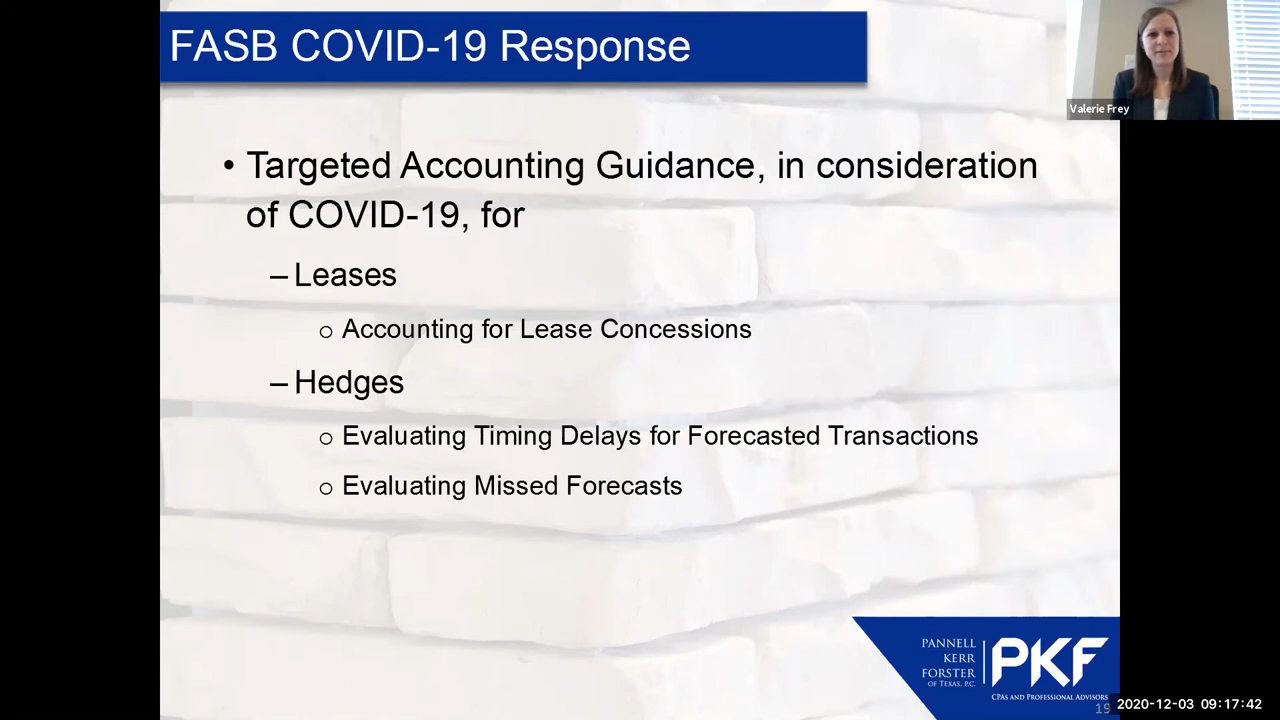 FASB COVID-19 Response
Valerie Frey
• Targeted Accounting Guidance, in consideration
of COVID-19, for
– Leases
o Accounting for Lease Concessions
– Hedges
o Evaluating Timing Delays for Forecasted Transactions
o Evaluating Missed Forecasts
PANNELL
KERR
FORSTER
OF TEXAS, P.C.
PKF
CPAS AND PROFESSIONAL ADVISORS
19
2020-12-03 09:17:42